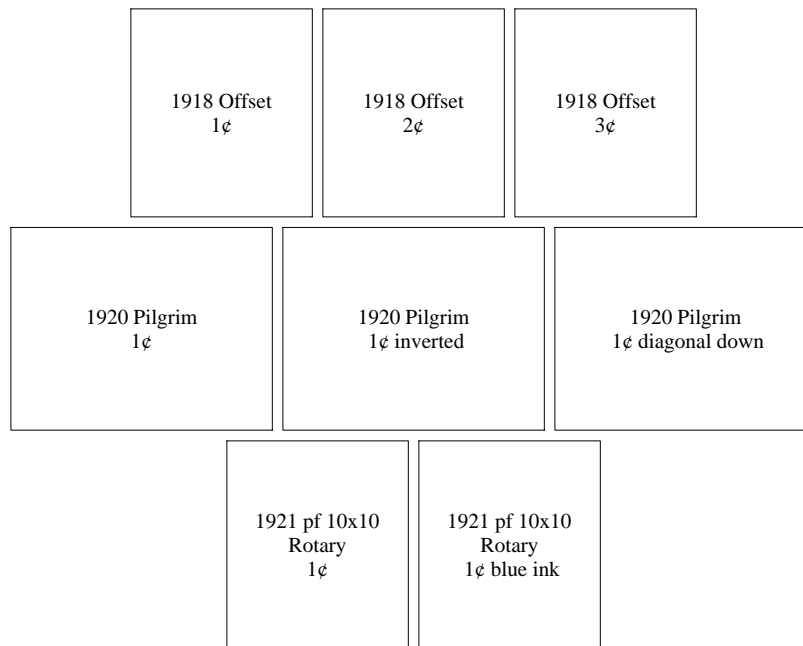 1918 Offset
1¢
1918 Offset
2¢
1918 Offset
3¢
1920 Pilgrim
1¢
1920 Pilgrim
1¢ inverted
1920 Pilgrim
1¢ diagonal down
1921 pf 10x10
Rotary
1¢
1921 pf 10x10
Rotary
1¢ blue ink